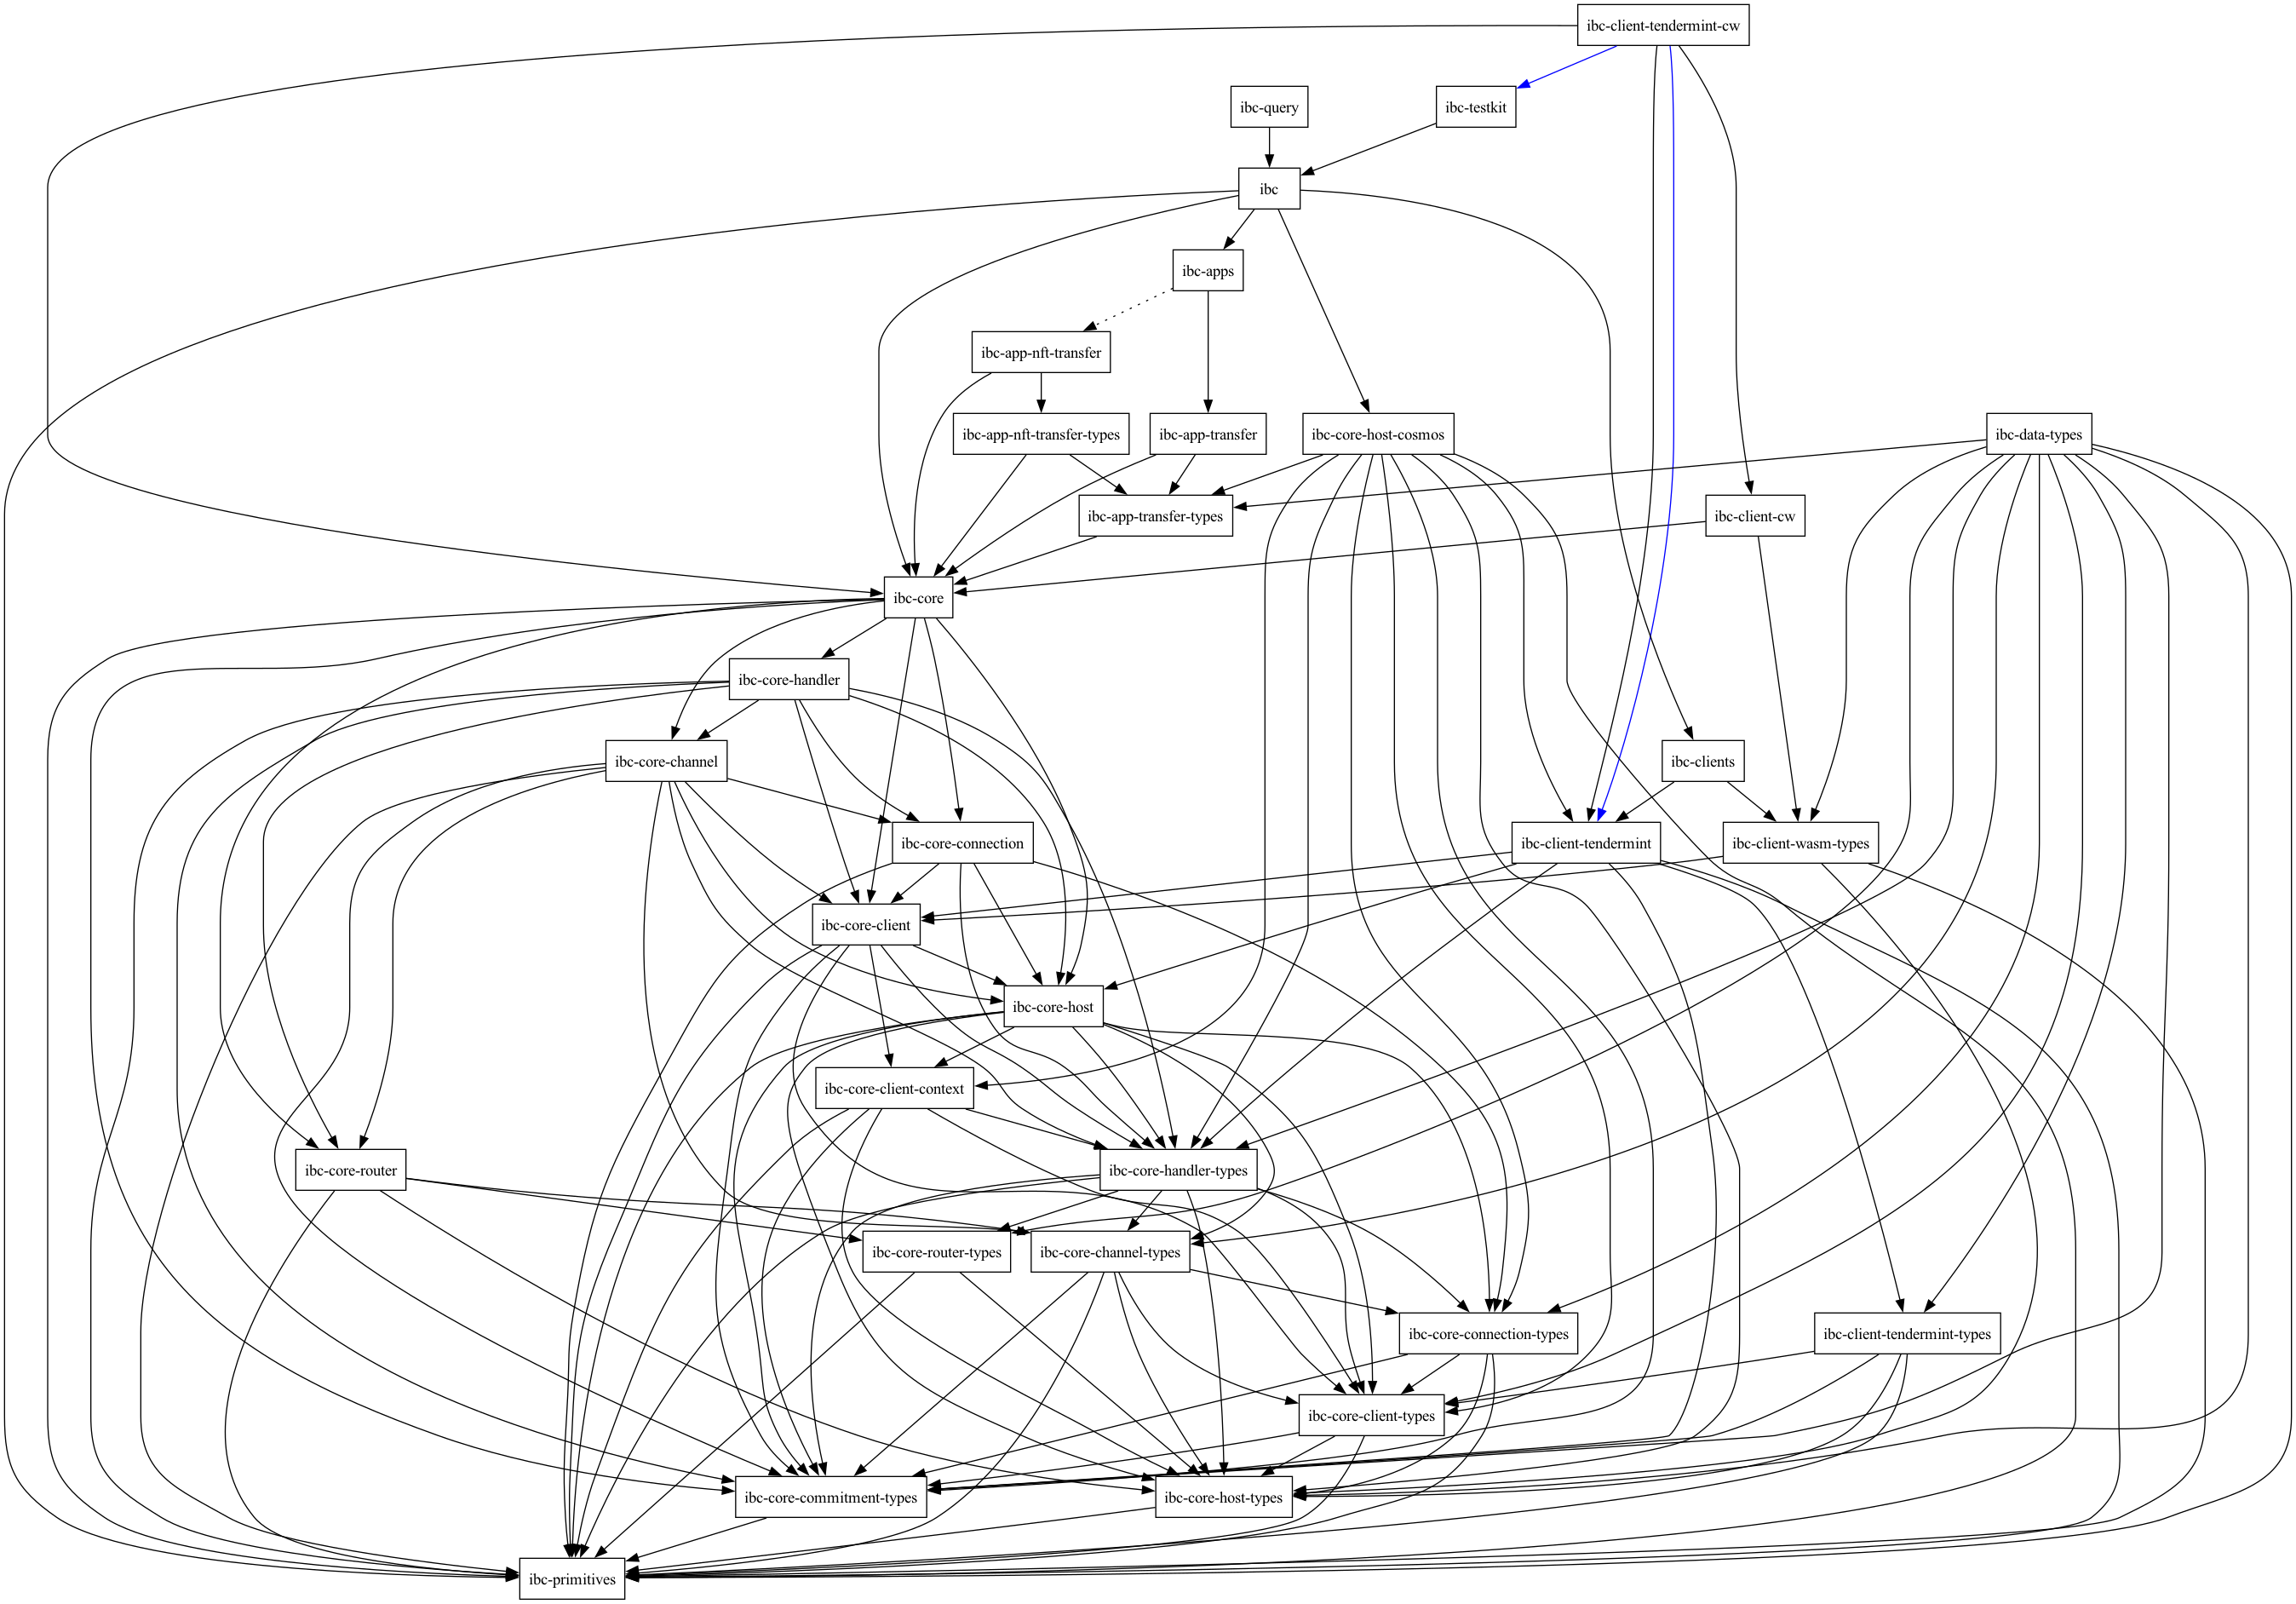 ibc-client-tendermint-cw
ibc-query
ibc-testkit
ibc
ibc-apps
ibc-app-nft-transfer
ibc-app-nft-transfer-types
ibc-app-transfer
ibc-core-host-cosmos
ibc-data-types
ibc-app-transfer-types
ibc-client-cw
ibc-core
ibc-core-handler
ibc-core-channel
ibc-clients
ibc-core-connection
ibc-client-tendermint
ibc-client-wasm-types
ibc-core-client
ibc-core-host
ibc-core-client-context
ibc-core-router
ibc-core-handler-types
ibc-core-router-types
ibc-core-channel-types
ibc-core-connection-types
ibc-client-tendermint-types
ibc-core-client-types
ibc-core-commitment-types
ibc-core-host-types
ibc-primitives